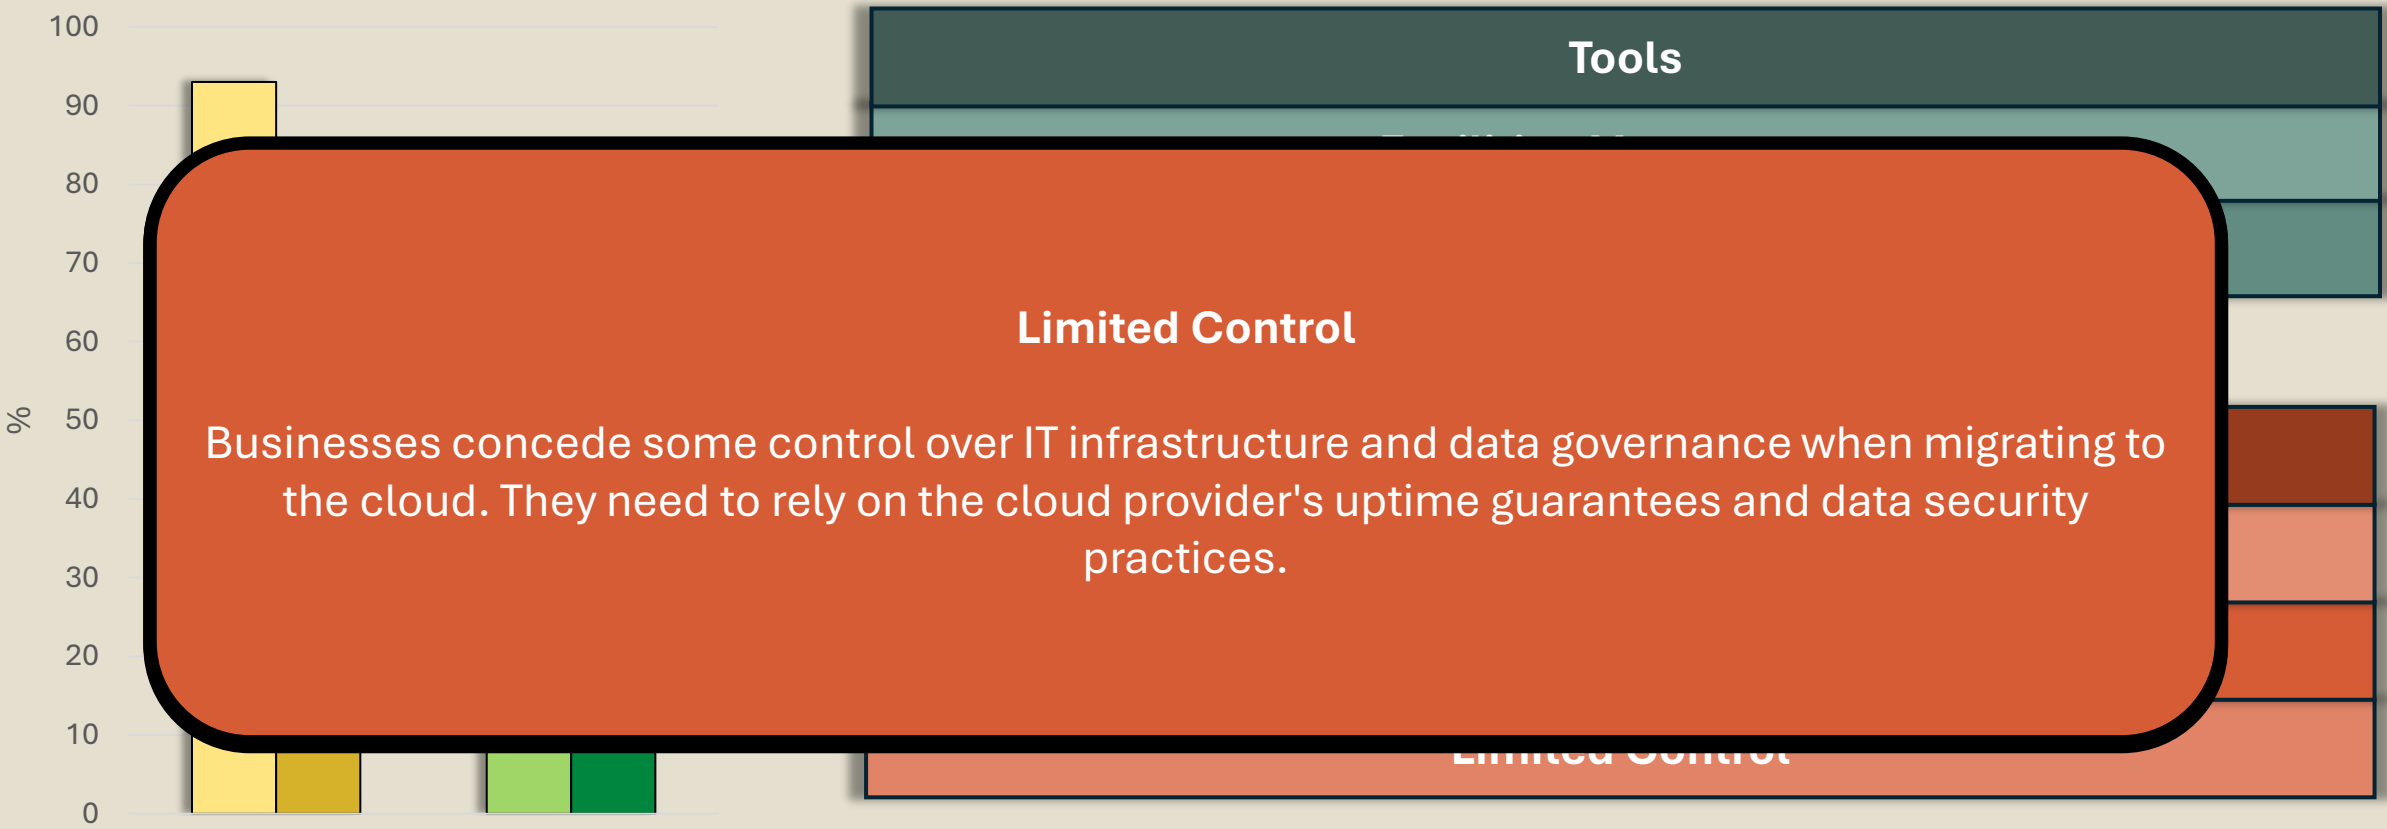 100
90
80
70
60
50
40
30
20
10
0
%
Tools
Limited Control
Businesses concede some control over IT infrastructure and data governance when migrating to
the cloud. They need to rely on the cloud provider's uptime guarantees and data security
practices.
Limited Control